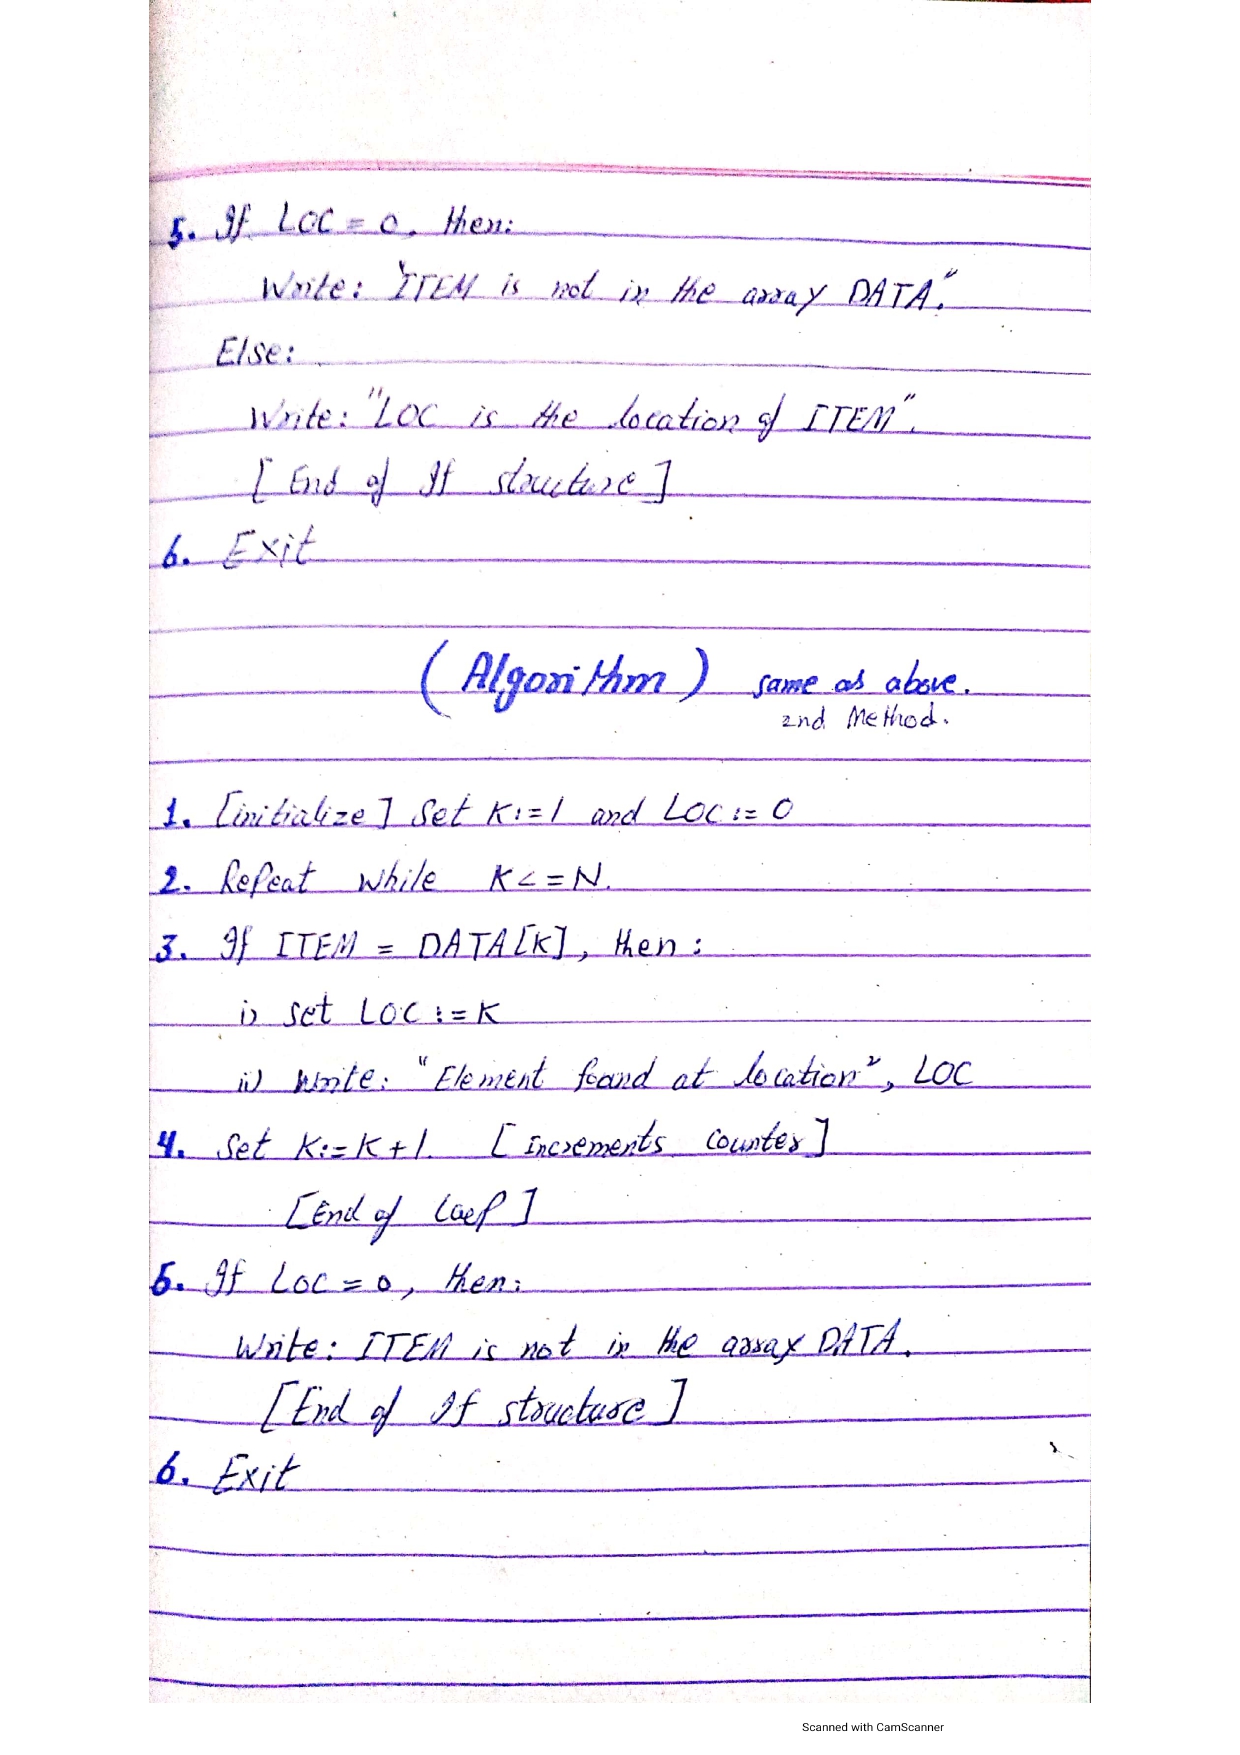 5. If LOC = 0, then:
Write: "ITEM is not in the array DATA."
Else:
Write: "LOC is the location of ITEM".
[End of If structure]
6. Exit
(Algorithm) same as above.
2nd Method.
1. [initialize] Set K:=1 and LOC:=0
2. Repeat while K<=N.
3. If ITEM = DATA[K], then:
i) Set LOC:=K
ii) Write: "Element found at location", LOC
4. Set K:=K+1. [Increments Counter]
[End of Loop]
5. If LOC = 0, then:
Write: ITEM is not in the array DATA.
[End of If structure]
6. Exit
Scanned with CamScanner